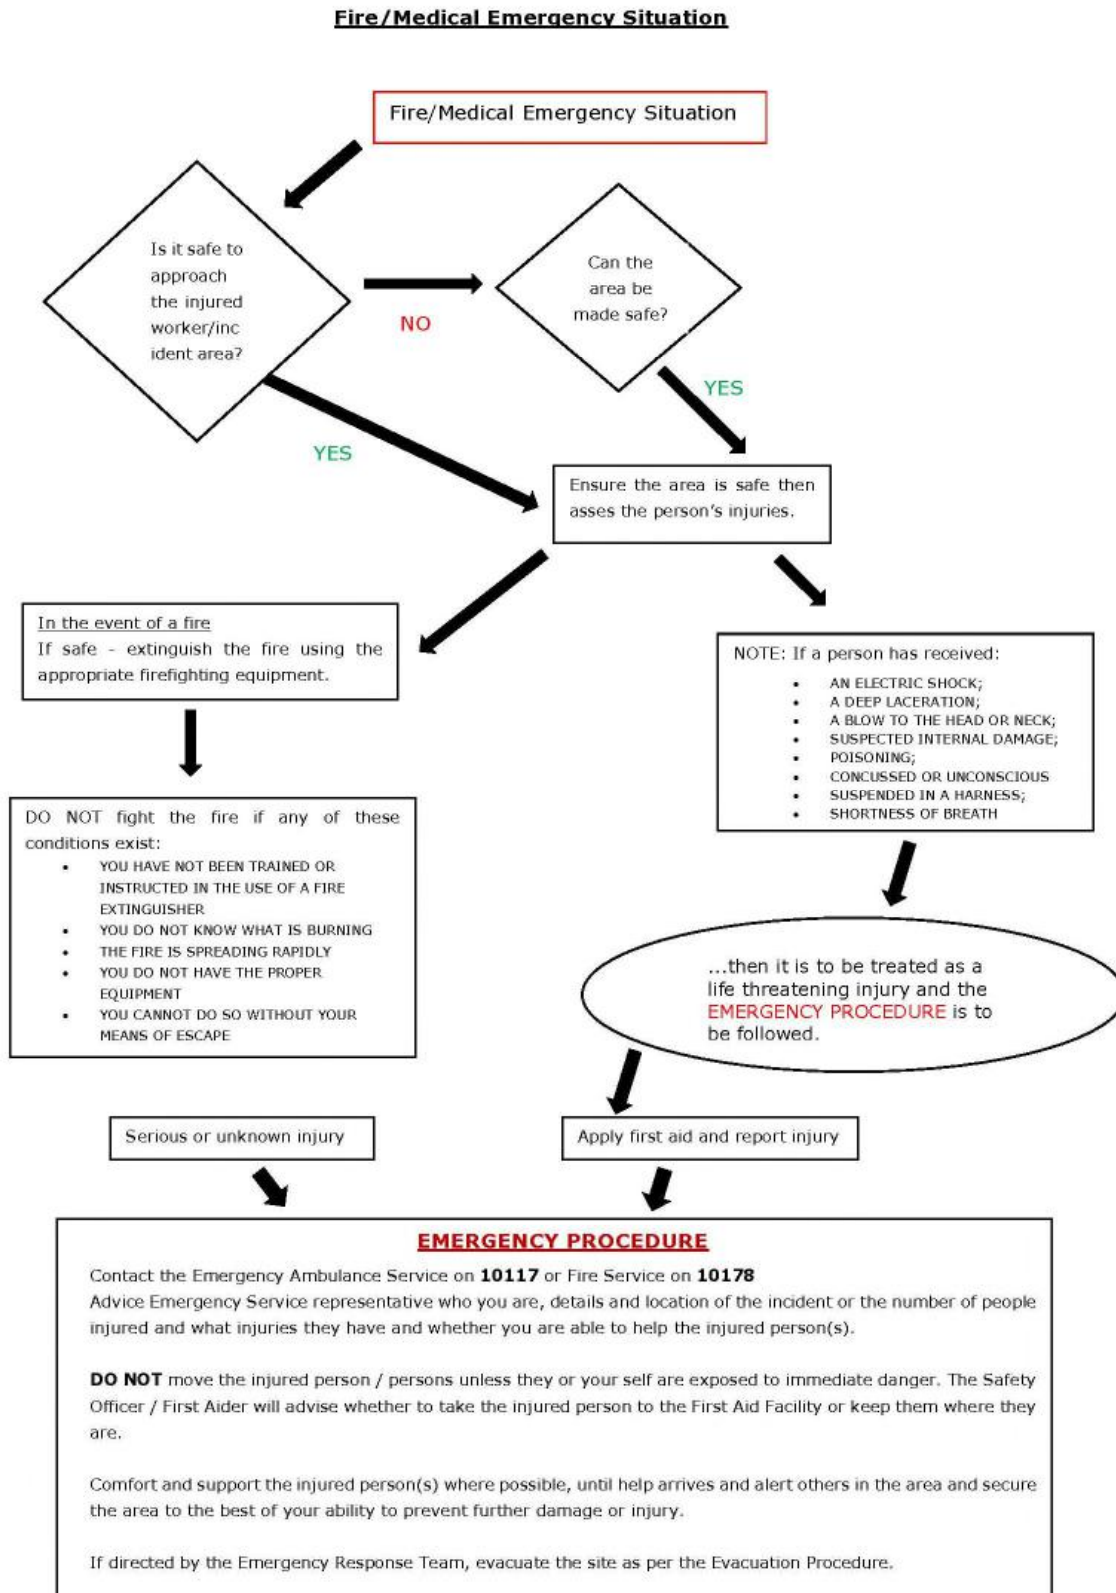 Fire/Medical Emergency Situation
Fire/Medical Emergency Situation
Is it safe to
approach
the injured
worker/inc
ident area?
NO
Can the
area be
made safe?
YES
YES
Ensure the area is safe then
asses the person's injuries.
In the event of a fire
If safe - extinguish the fire using the
appropriate firefighting equipment.
NOTE: If a person has received:
• AN ELECTRIC SHOCK;
• A DEEP LACERATION;
• A BLOW TO THE HEAD OR NECK;
• SUSPECTED INTERNAL DAMAGE;
• POISONING;
• CONCUSSED OR UNCONSCIOUS
• SUSPENDED IN A HARNESS;
• SHORTNESS OF BREATH
DO NOT fight the fire if any of these
conditions exist:
• YOU HAVE NOT BEEN TRAINED OR
INSTRUCTED IN THE USE OF A FIRE
EXTINGUISHER
• YOU DO NOT KNOW WHAT IS BURNING
• THE FIRE IS SPREADING RAPIDLY
• YOU DO NOT HAVE THE PROPER
EQUIPMENT
• YOU CANNOT DO SO WITHOUT YOUR
MEANS OF ESCAPE
...then it is to be treated as a
life threatening injury and the
EMERGENCY PROCEDURE is to
be followed.
Serious or unknown injury
Apply first aid and report injury
EMERGENCY PROCEDURE
Contact the Emergency Ambulance Service on 10117 or Fire Service on 10178
Advice Emergency Service representative who you are, details and location of the incident or the number of people
injured and what injuries they have and whether you are able to help the injured person(s).
DO NOT move the injured person / persons unless they or your self are exposed to immediate danger. The Safety
Officer / First Aider will advise whether to take the injured person to the First Aid Facility or keep them where they
are.
Comfort and support the injured person(s) where possible, until help arrives and alert others in the area and secure
the area to the best of your ability to prevent further damage or injury.
If directed by the Emergency Response Team, evacuate the site as per the Evacuation Procedure.